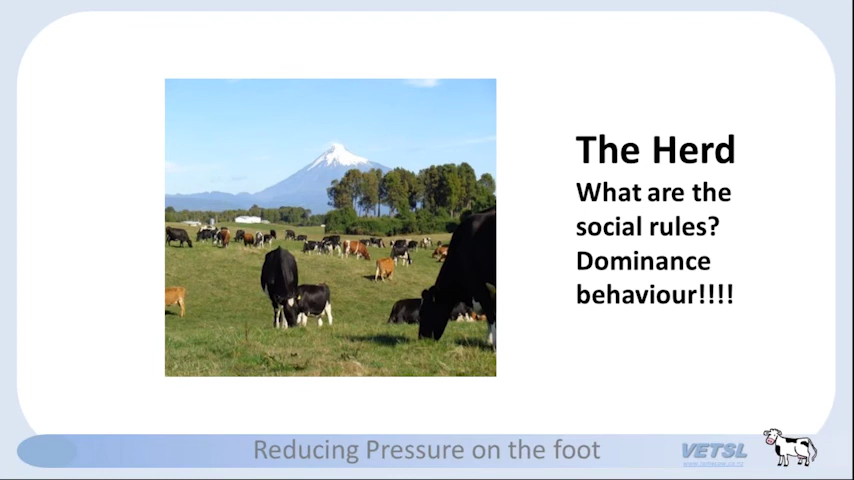 The Herd
What are the
social rules?
Dominance
behaviour!!!!
Reducing Pressure on the foot
VETSL